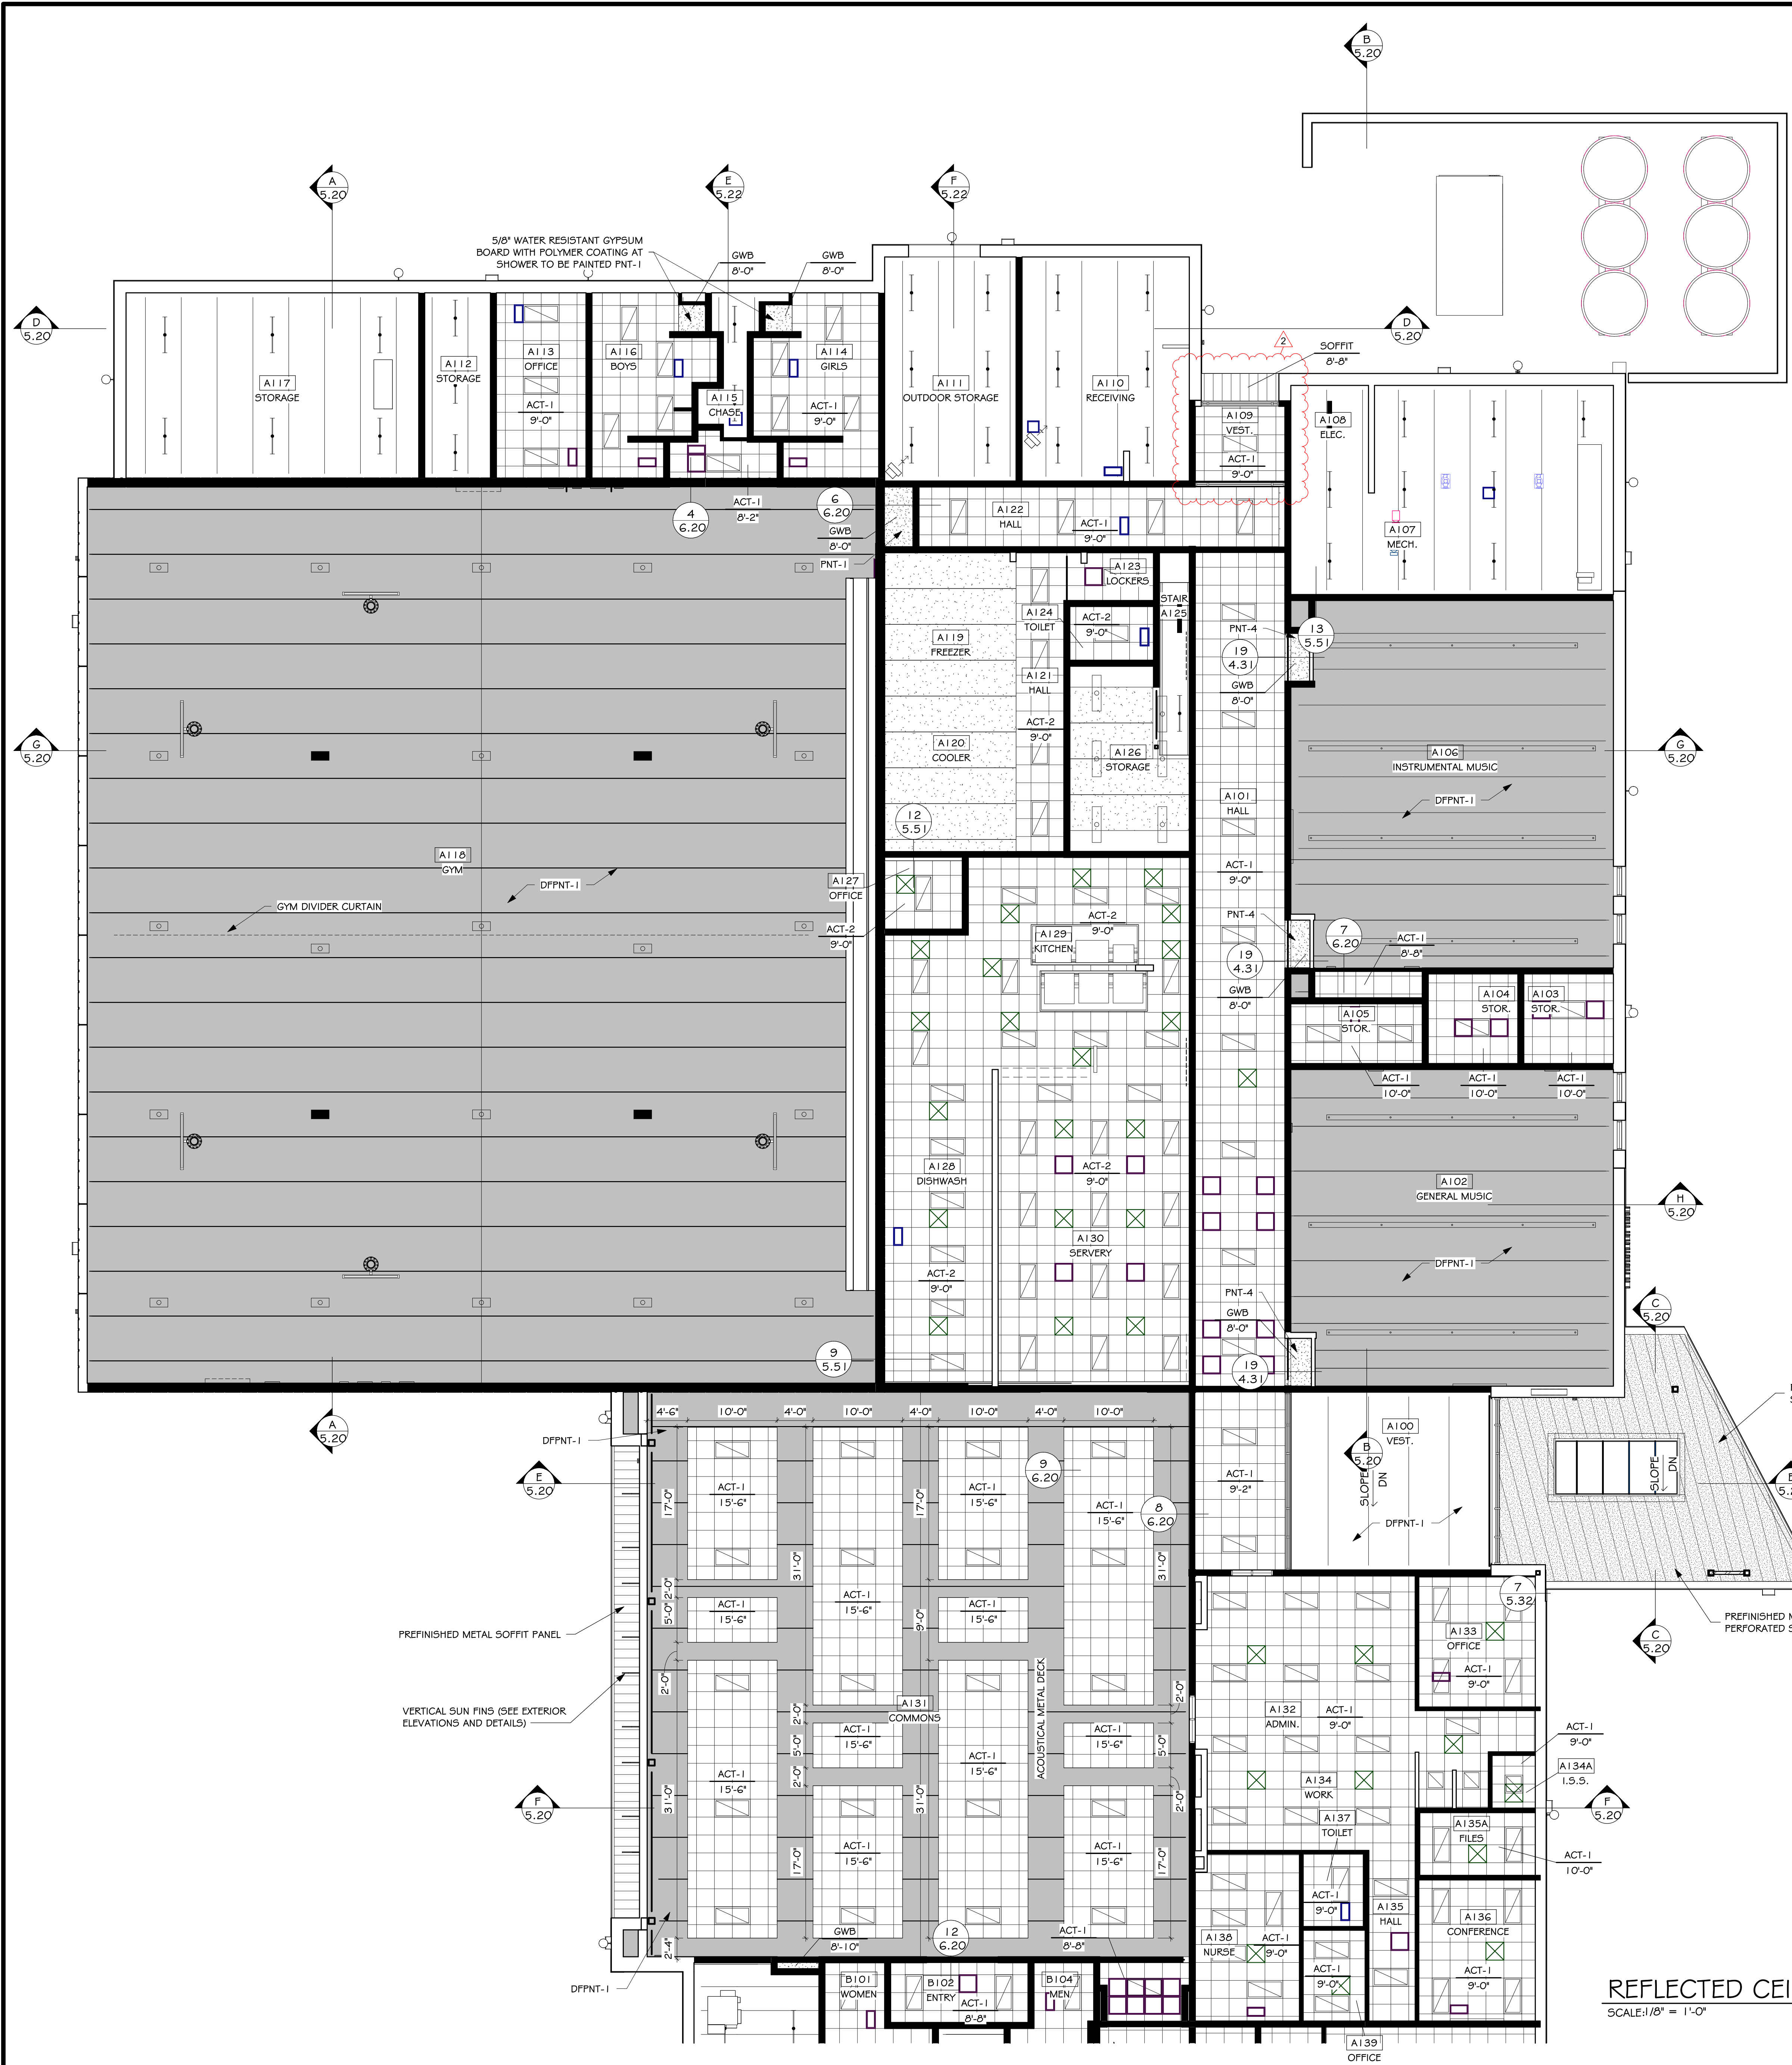 B
5.20
A
5.20
E
5.22
F
5.22
5/8" WATER RESISTANT GYPSUM
BOARD WITH POLYMER COATING AT
SHOWER TO BE PAINTED PNT-1
GWB
8'-0"
GWB
8'-0"
D
5.20
D
5.20
2
SOFFIT
8'-8"
A117
STORAGE
A112
STORAGE
A113
OFFICE
ACT-1
9'-0"
A116
BOYS
A115
CHASE
A114
GIRLS
ACT-1
9'-0"
A111
OUTDOOR STORAGE
A110
RECEIVING
A109
VEST.
ACT-1
9'-0"
A108
ELEC.
A107
MECH.
4
6.20
ACT-1
8'-2"
6
6.20
GWB
8'-0"
PNT-1
A122
HALL
ACT-1
9'-0"
A123
LOCKERS
A124
TOILET
ACT-2
9'-0"
STAIR
A125
A119
FREEZER
A121
HALL
ACT-2
9'-0"
A120
COOLER
A126
STORAGE
PNT-4
13
5.51
19
4.31
GWB
8'-0"
G
5.20
G
5.20
A106
INSTRUMENTAL MUSIC
DFPNT-1
A101
HALL
ACT-1
9'-0"
12
5.51
A118
GYM
DFPNT-1
GYM DIVIDER CURTAIN
A127
OFFICE
ACT-2
9'-0"
ACT-2
9'-0"
A129
KITCHEN
PNT-4
19
4.31
GWB
8'-0"
7
6.20
ACT-1
8'-8"
A105
STOR.
A104
STOR.
A103
STOR.
ACT-1
10'-0"
ACT-1
10'-0"
ACT-1
10'-0"
A128
DISHWASH
ACT-2
9'-0"
ACT-2
9'-0"
A130
SERVERY
A102
GENERAL MUSIC
DFPNT-1
H
5.20
PNT-4
GWB
8'-0"
19
4.31
9
5.51
C
5.20
A
5.20
4'-6"
10'-0"
4'-0"
10'-0"
4'-0"
10'-0"
4'-0"
10'-0"
DFPNT-1
E
5.20
17'-0"
ACT-1
15'-6"
31'-0"
17'-0"
ACT-1
15'-6"
9
6.20
ACT-1
15'-6"
8
6.20
31'-0"
ACT-1
9'-2"
A100
VEST.
B
5.20
SLOPE
DN
DFPNT-1
SLOPE
DN
2'-0"
5'-0"
2'-0"
ACT-1
15'-6"
ACT-1
15'-6"
9'-0"
ACT-1
15'-6"
PREFINISHED METAL SOFFIT PANEL
VERTICAL SUN FINS (SEE EXTERIOR
ELEVATIONS AND DETAILS)
A131
COMMONS
ACOUSTICAL METAL DECK
2'-0"
5'-0"
2'-0"
ACT-1
15'-6"
ACT-1
15'-6"
2'-0"
5'-0"
2'-0"
F
5.20
31'-0"
ACT-1
15'-6"
31'-0"
ACT-1
15'-6"
17'-0"
ACT-1
15'-6"
ACT-1
15'-6"
17'-0"
2'-4"
DFPNT-1
7
5.32
PREFINISHED
PERFORATED
C
5.20
A133
OFFICE
ACT-1
9'-0"
A132
ADMIN.
ACT-1
9'-0"
A134
WORK
ACT-1
9'-0"
A134A
I.S.S.
F
5.20
A137
TOILET
ACT-1
9'-0"
A135A
FILES
ACT-1
10'-0"
A135
HALL
A136
CONFERENCE
ACT-1
9'-0"
A138
NURSE
ACT-1
9'-0"
ACT-1
9'-0"
A139
OFFICE
GWB
8'-10"
12
6.20
ACT-1
8'-8"
B101
WOMEN
B102
ENTRY
ACT-1
8'-8"
B104
MEN
REFLECTED CEI
SCALE:1/8" = 1'-0"